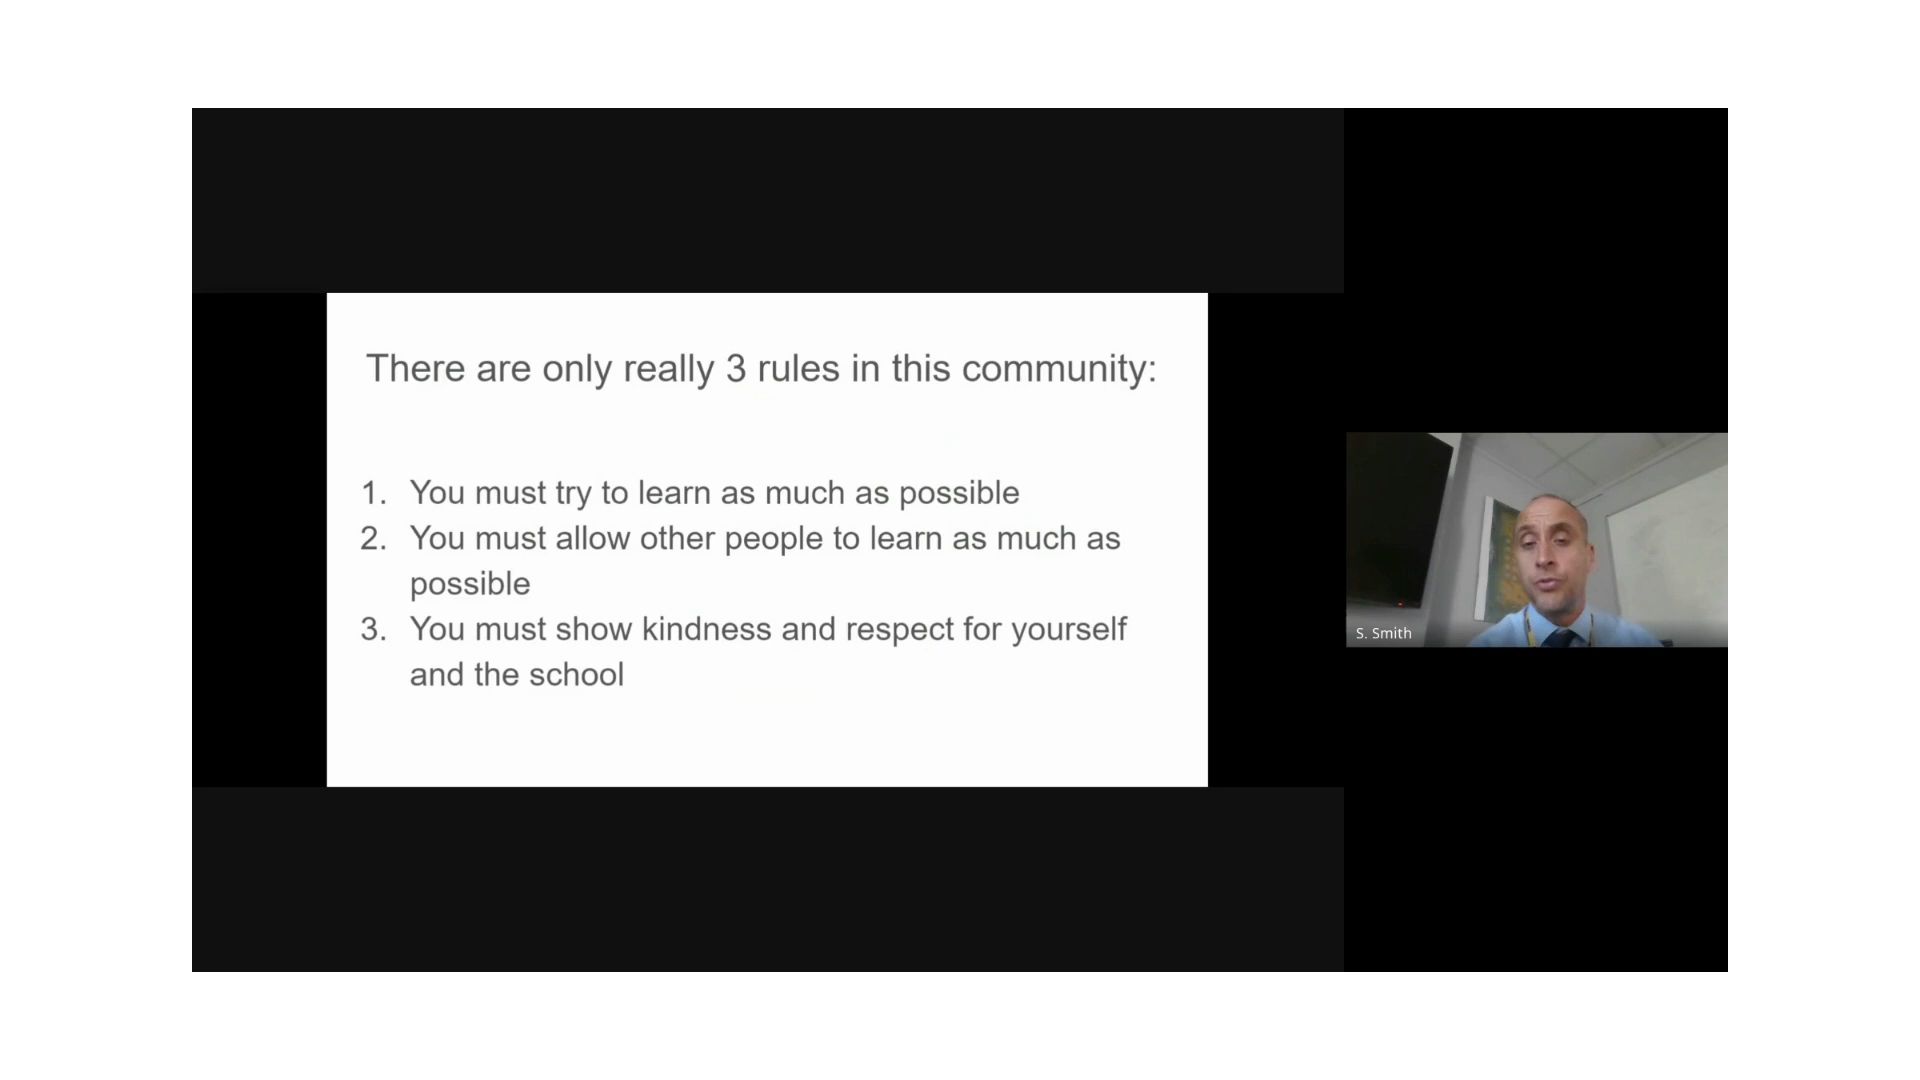 There are only really 3 rules in this community:
1. You must try to learn as much as possible
2. You must allow other people to learn as much as
possible
3. You must show kindness and respect for yourself
and the school
S. Smith